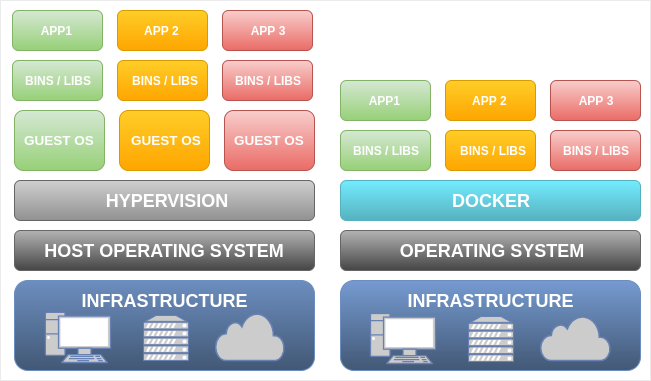 APP1
APP 2
APP 3
BINS / LIBS
BINS / LIBS
BINS / LIBS
GUEST OS
GUEST OS
GUEST OS
HYPERVISION
HOST OPERATING SYSTEM
INFRASTRUCTURE
APP1
APP 2
APP 3
BINS / LIBS
BINS / LIBS
BINS / LIBS
DOCKER
OPERATING SYSTEM
INFRASTRUCTURE